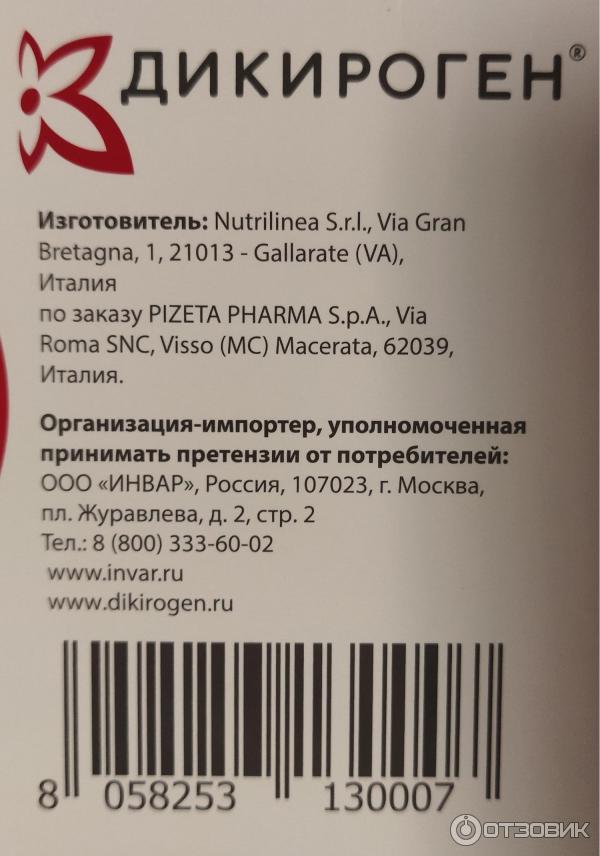 ДИКИРОГЕН®
Изготовитель: Nutrilinea S.r.l., Via Gran
Bretagna, 1, 21013 - Gallarate (VA),
Италия
по заказу PIZETA PHARMA S.p.A., Via
Roma SNC, Visso (MC) Macerata, 62039,
Италия.
Организация-импортер, уполномоченная
принимать претензии от потребителей:
ООО «ИНВАР», Россия, 107023, г. Москва,
пл. Журавлева, д. 2, стр. 2
Тел.: 8 (800) 333-60-02
www.invar.ru
www.dikirogen.ru
8 058253 130007
ОТЗОВИК